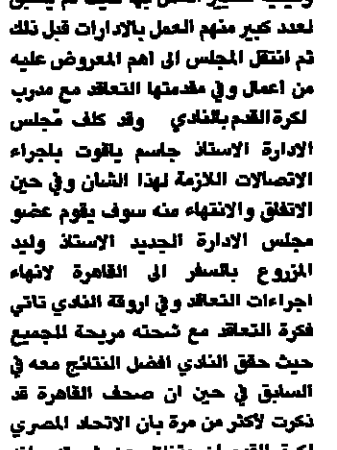 لعدد كبير منهم العمل بالادارات قبل ذلك
ثم انتقل المجلس الى اهم المعروض عليه
من اعمال وفي مقدمتها التعاقد مع مدرب
لكرة القدم بالنادي وقد كلف مجلس
الادارة الاستاذ جاسم ياقوت باجراء
الاتصالات اللازمة لهذا الشان وفي حين
الاتفاق والانتهاء منه سوف يقوم عضو
مجلس الادارة الجديد الاستاذ وليد
المزروع بالسفر الى القاهرة لانهاء
اجراءات التعاقد وفي اروقة النادي تاتي
فكرة التعاقد مع شحته مريحة للجميع
حيث حقق النادي افضل النتائج معه في
السابق في حين ان صحف القاهرة قد
ذكرت لأكثر من مرة بان الاتحاد المصري